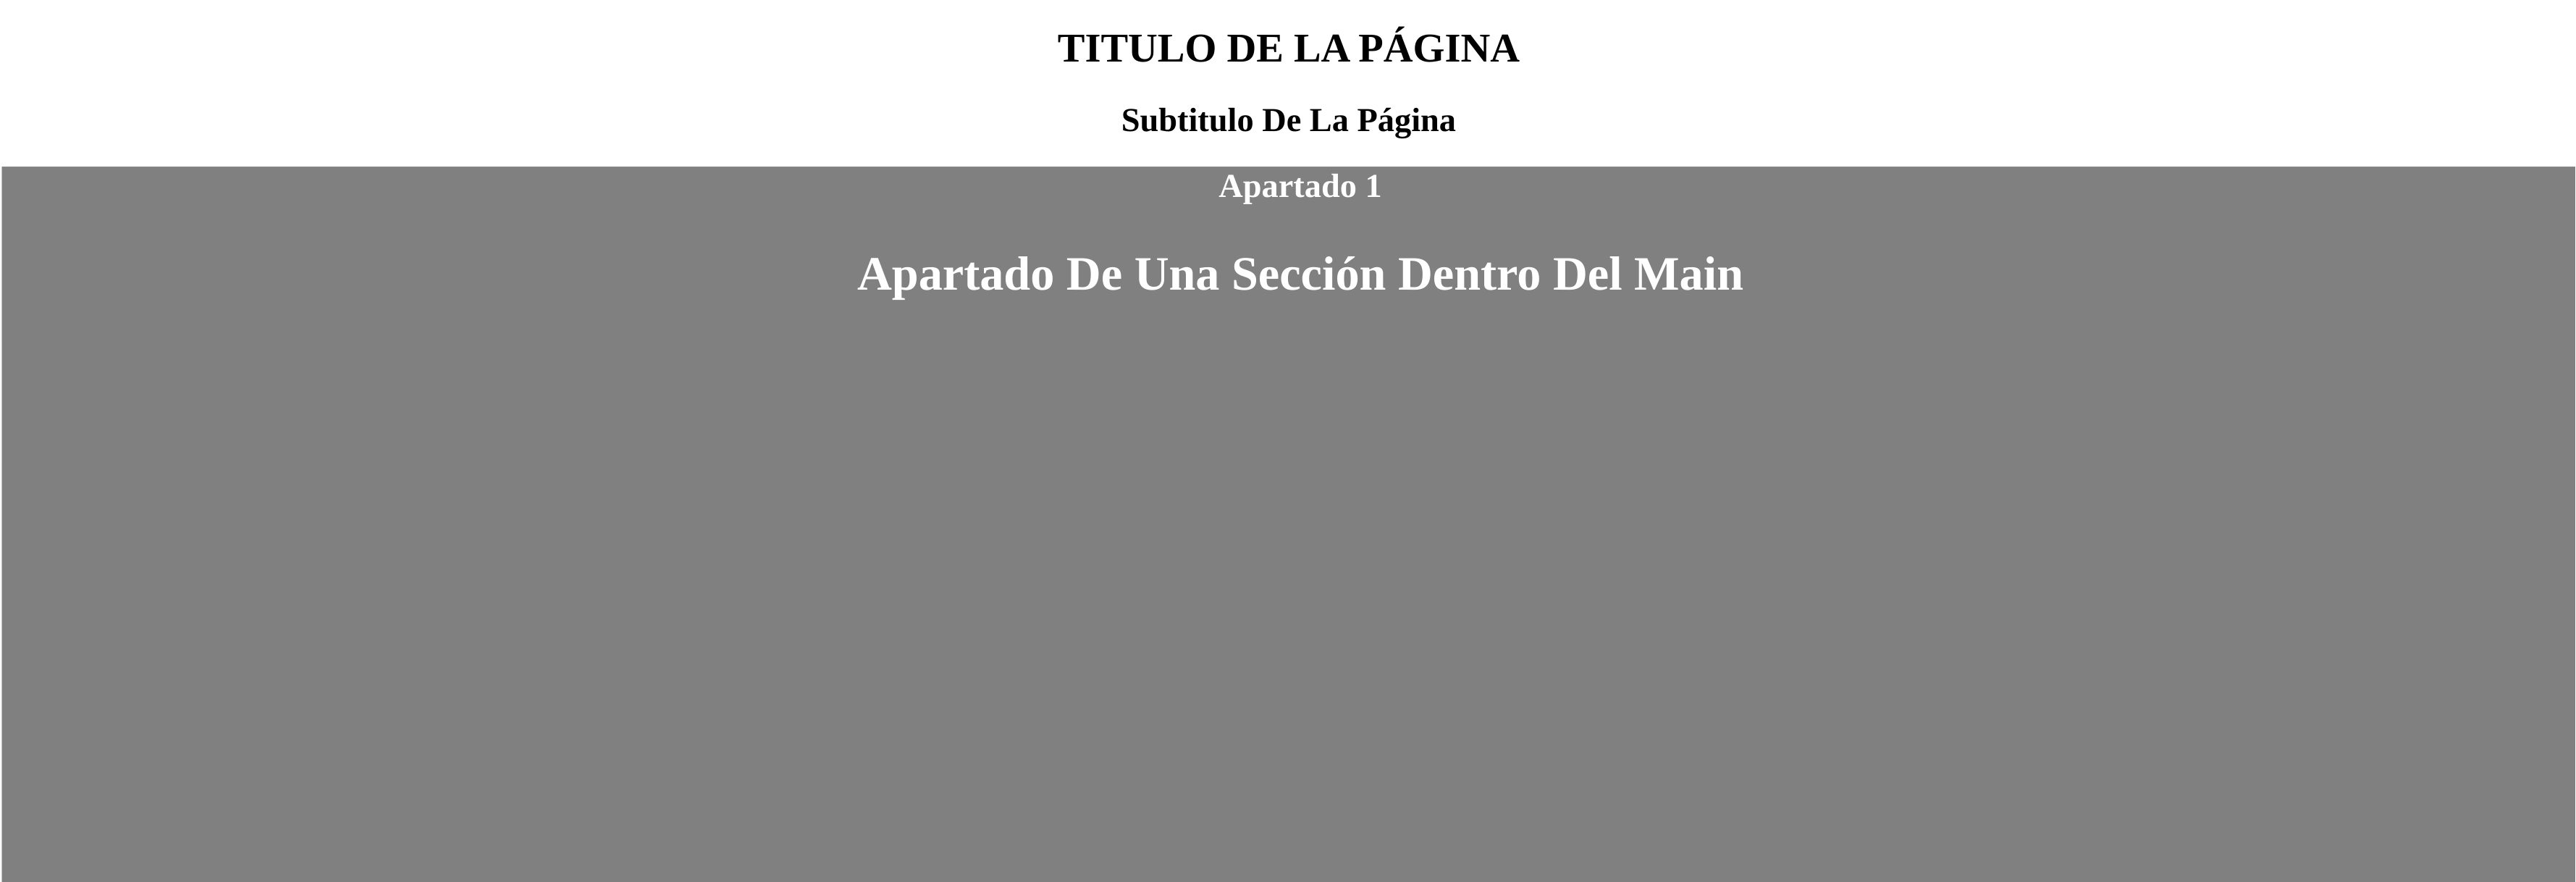 TITULO DE LA PÁGINA
Subtitulo De La Página
Apartado 1
Apartado De Una Sección Dentro Del Main